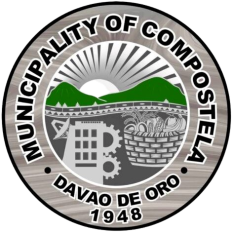 MUNICIPALITY OF COMPOSTELA
• DAVAO DE ORO •
1948